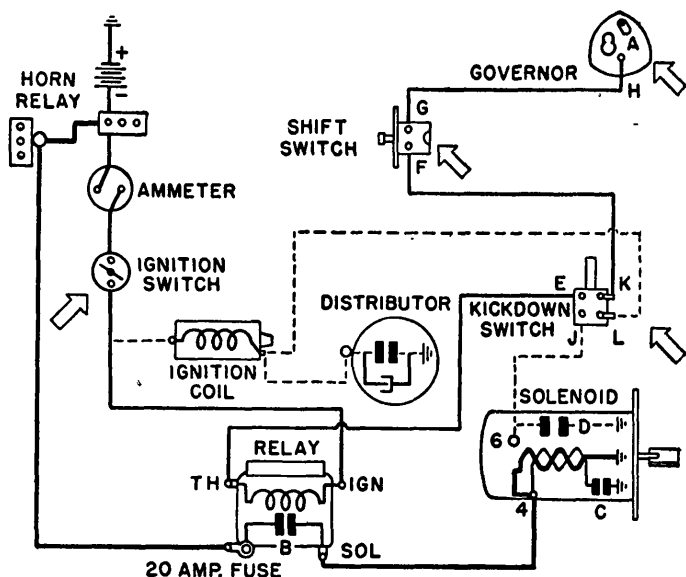 +
-
A
GOVERNOR
H
HORN
RELAY
G
SHIFT
SWITCH
F
AMMETER
IGNITION
SWITCH
E
K
DISTRIBUTOR
KICKDOWN
SWITCH
J
L
IGNITION
COIL
SOLENOID
6
D
RELAY
TH
IGN
4
C
B
SOL
20 AMP. FUSE